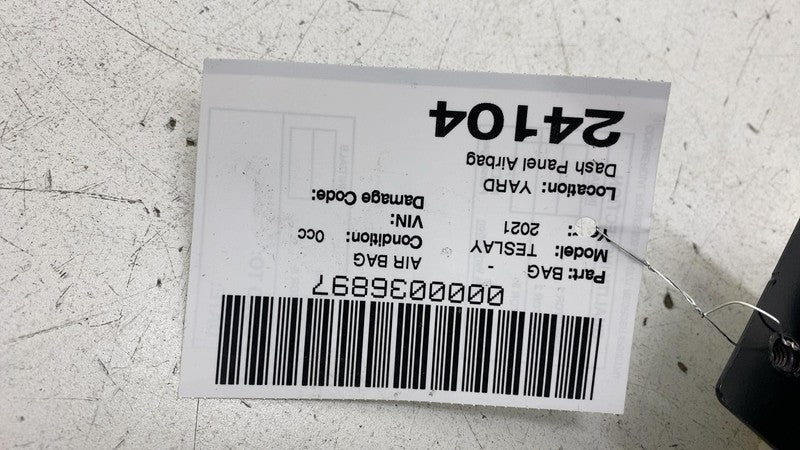 0000036897
Part: BAG - AIR BAG
Model: TESLAY Condition: 0cc
2021 VIN:
Location: YARD Damage Code:
Dash Panel Airbag
24104